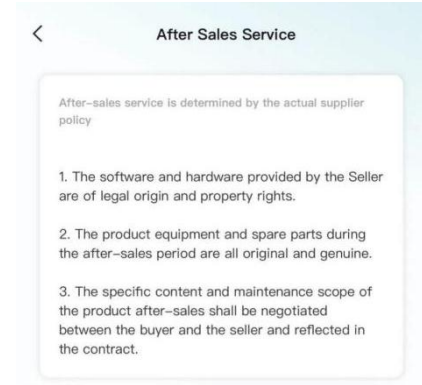 After Sales Service
After-sales service is determined by the actual supplier
policy
1. The software and hardware provided by the Seller
are of legal origin and property rights.
2. The product equipment and spare parts during
the after-sales period are all original and genuine.
3. The specific content and maintenance scope of
the product after-sales shall be negotiated
between the buyer and the seller and reflected in
the contract.